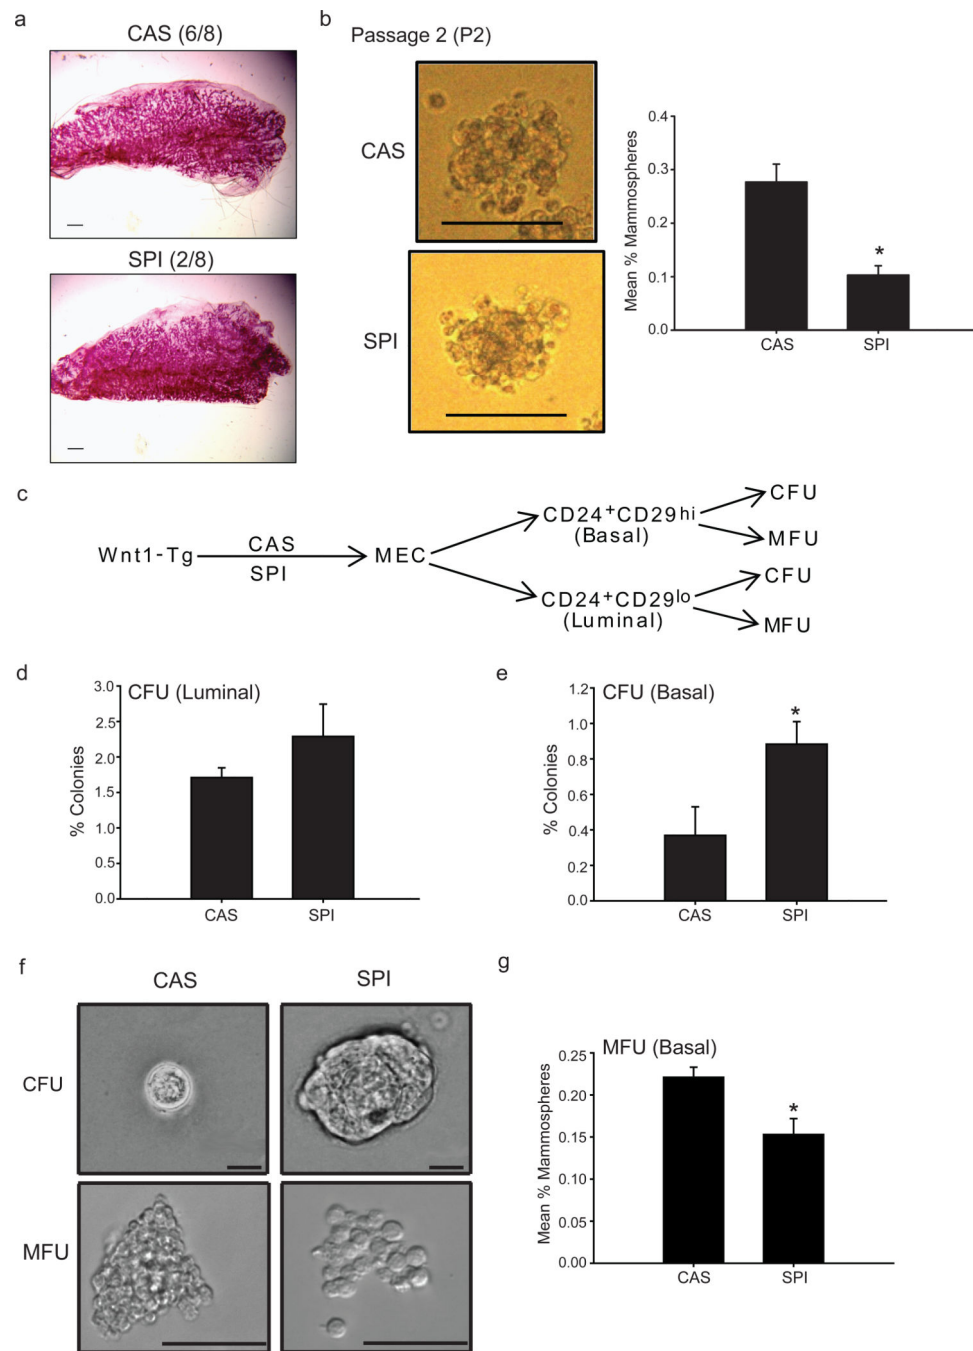 a
CAS (6/8)
SPI (2/8)
b
Passage 2 (P2)
CAS
SPI
Mean % Mammospheres
0.4
0.3
0.2
0.1
0.0
*
CAS SPI
c
Wnt1-Tg
CAS
SPI
MEC
CD24+CD29hi
(Basal)
CFU
MFU
CD24+CD29lo
(Luminal)
CFU
MFU
d
CFU (Luminal)
% Colonies
3.0
2.5
2.0
1.5
1.0
0.5
0.0
CAS SPI
e
CFU (Basal)
% Colonies
1.2
1.0
0.8
0.6
0.4
0.2
0.0
*
CAS SPI
f
CAS SPI
CFU
MFU
g
MFU (Basal)
Mean % Mammospheres
0.25
0.20
0.15
0.10
0.05
0.00
*
CAS SPI